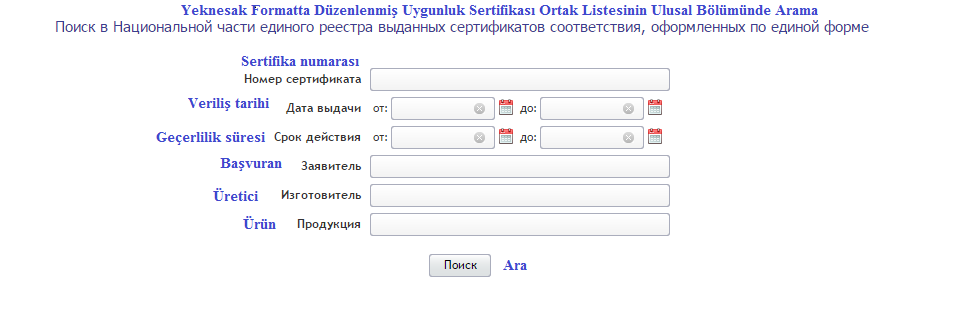 Yeknesak Formatta Düzenlenmiş Uygunluk Sertifikası Ortak Listesinin Ulusal Bölümünde Arama
Поиск в Национальной части единого реестра выданных сертификатов соответствия, оформленных по единой форме
Sertifika numarası
Номер сертификата
Veriliş tarihi Дата выдачи от: до:
Geçerlilik süresi Срок действия от: до:
Başvuran Заявитель
Üretici Изготовитель
Ürün Продукция
Поиск Ara